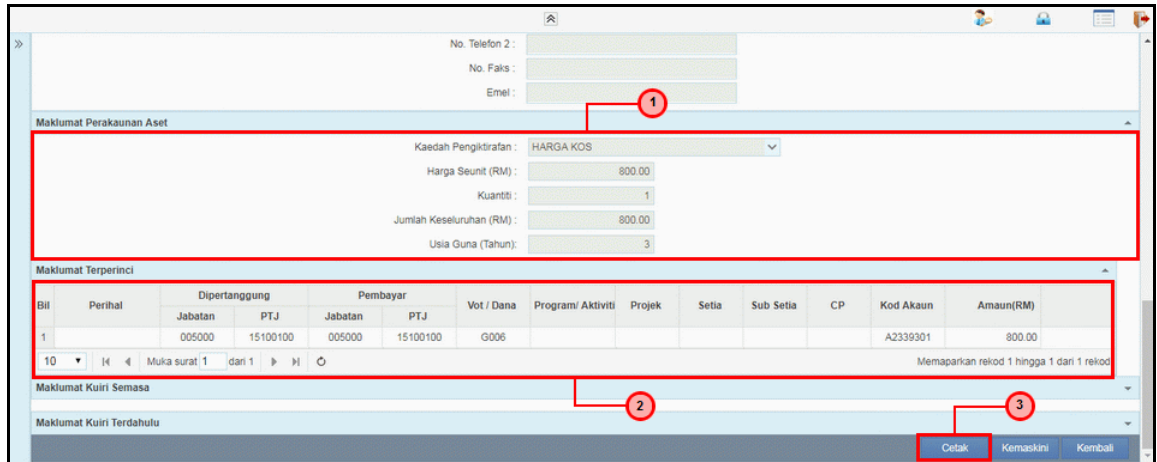 No. Telefon 2 :
No. Faks :
Emel :
1
Maklumat Perakaunan Aset
Kaedah Pengiktirafan : HARGA KOS
Harga Seunit (RM) : 800.00
Kuantiti : 1
Jumlah Keseluruhan (RM) : 800.00
Usia Guna (Tahun): 3
Maklumat Terperinci
Bil Perihal Dipertanggung Pembayar Vot / Dana Program/ Aktiviti Projek Setia Sub Setia CP Kod Akaun Amaun(RM)
Jabatan PTJ Jabatan PTJ
1 005000 15100100 005000 15100100 G006 A2339301 800.00
10 Muka surat 1 dari 1 Memaparkan rekod 1 hingga 1 dari 1 rekod
Maklumat Kuiri Semasa
2
3
Maklumat Kuiri Terdahulu
Cetak Kemaskini Kembali